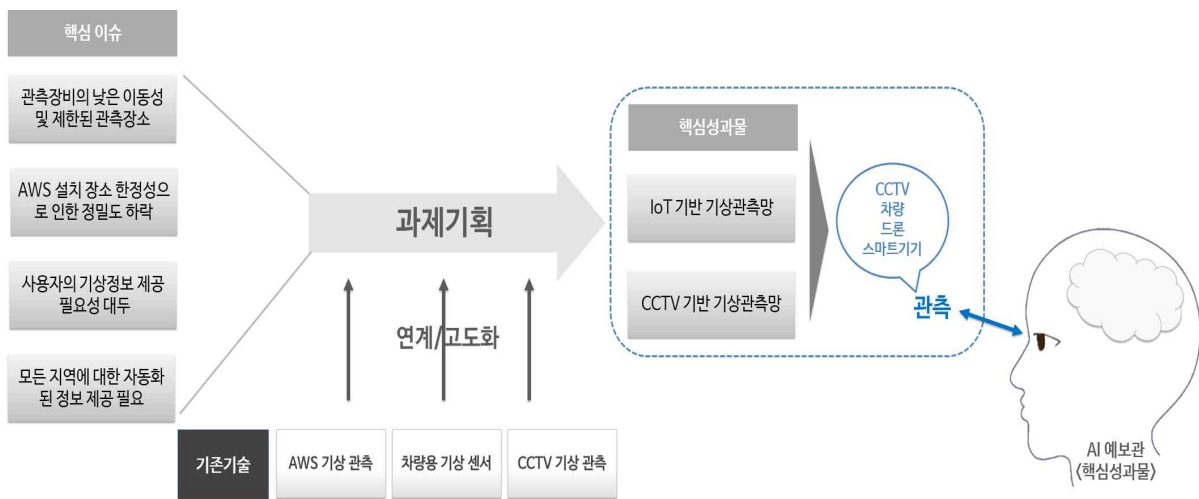 핵심 이슈
관측장비의 낮은 이동성
및 제한된 관측장소
AWS 설치 장소 한정성으
로 인한 정밀도 하락
사용자의 기상정보 제공
필요성 대두
모든 지역에 대한 자동화
된 정보 제공 필요
과제기획
연계/고도화
기존기술
AWS 기상 관측
차량용 기상 센서
CCTV 기상 관측
핵심성과물
IoT 기반 기상관측망
CCTV 기반 기상관측망
CCTV
차량
드론
스마트기기
관측
AI 예보관
<핵심성과물>